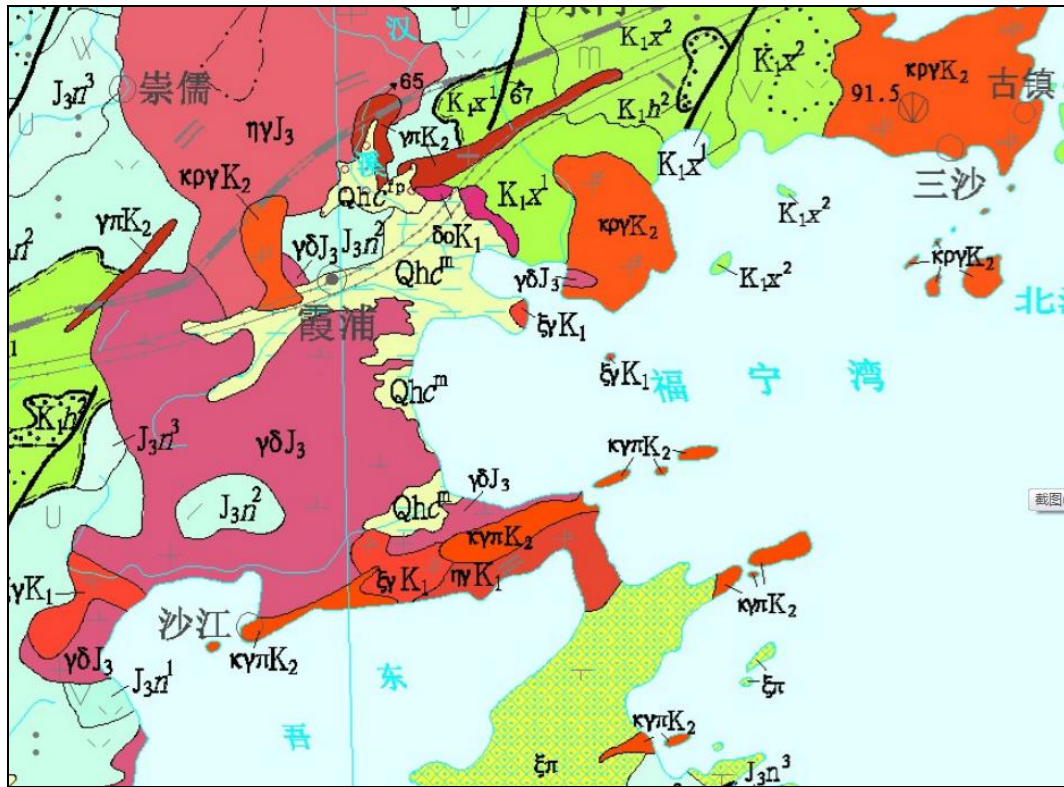 汉
K₁x²
J₃n³
崇儒
65
K₁x¹
67
K₁x²
κργK₂
古镇
91.5
ηγJ₃
γπK₂
K₁h²
K₁x¹
三沙
κργK₂
溪
Qhcᶠᵖ
K₁x¹
K₁x²
γπK₂
γδJ₃
J₃n²
δοK₁
κργK₂
κργK₂
Qhcᵐ
γδJ₃
K₁x²
北
霞浦
ξγK₁
ξγK₁
福宁湾
Qhcᵐ
K₁h²
J₃n³
γδJ₃
κγπK₂
J₃n²
Qhcᵐ
γδJ₃
截图
κγπK₂
ξγK₁
ηγK₁
γK₁
κγπK₂
沙江
γδJ₃
κγπK₂
J₃n¹
东
ξπ
吾
κγπK₂
ξπ
J₃n³